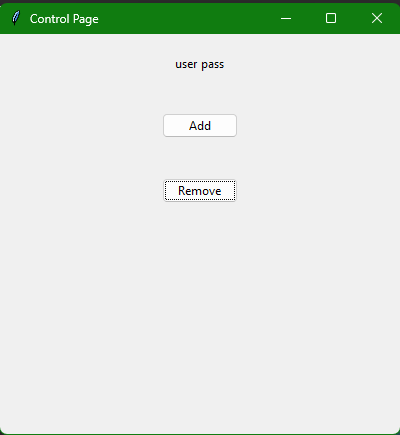 Control Page
user pass
Add
Remove